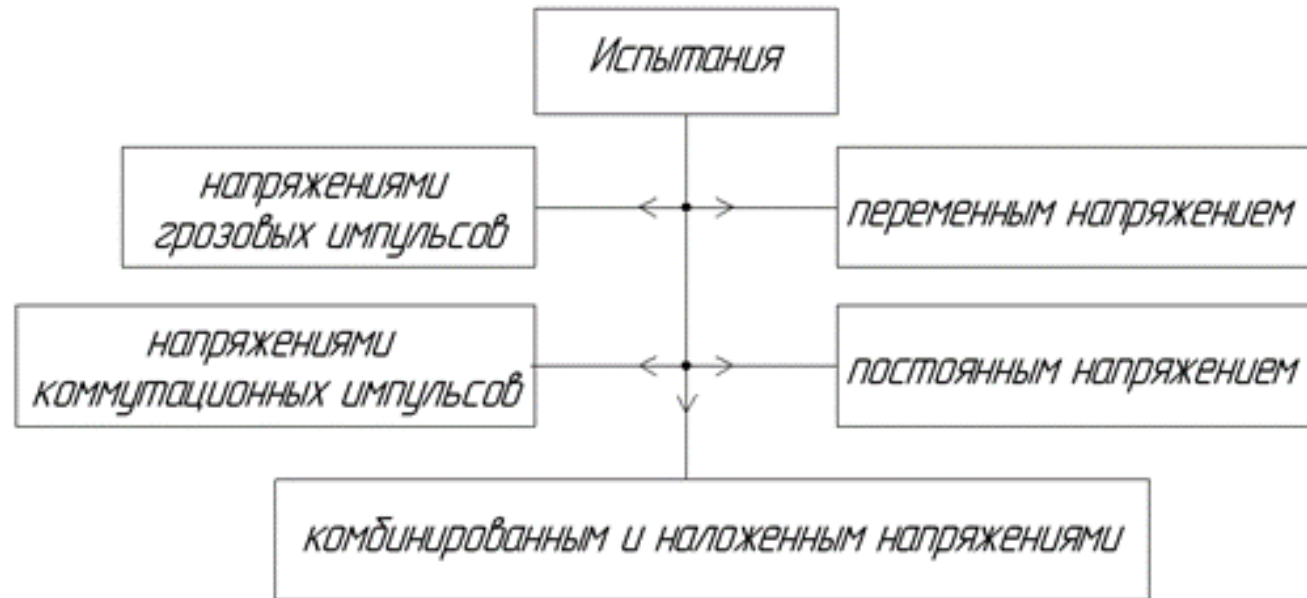 Испытания
напряжениями
грозовых импульсов
переменным напряжением
напряжениями
коммутационных импульсов
постоянным напряжением
комбинированным и наложенным напряжениями